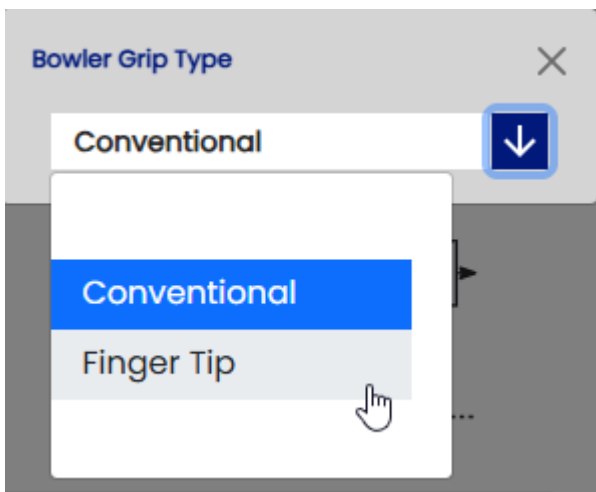 Bowler Grip Type
Conventional
Conventional
Finger Tip
...